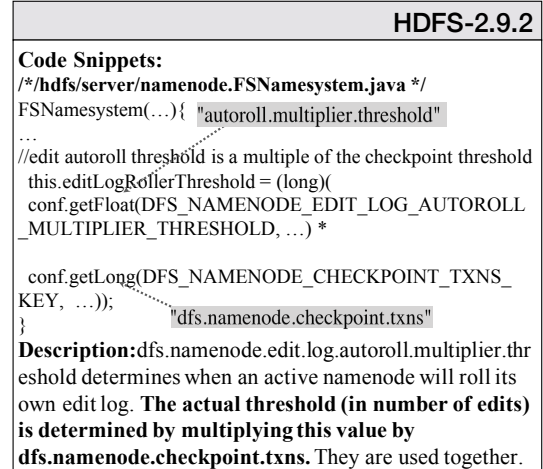 HDFS-2.9.2
Code Snippets:
/*/hdfs/server/namenode.FSNamesystem.java */
FSNamesystem(…){ "autoroll.multiplier.threshold"
…
//edit autoroll threshold is a multiple of the checkpoint threshold
this.editLogRollerThreshold = (long)(
conf.getFloat(DFS_NAMENODE_EDIT_LOG_AUTOROLL
_MULTIPLIER_THRESHOLD, …) *
conf.getLong(DFS_NAMENODE_CHECKPOINT_TXNS_
KEY, …));
} "dfs.namenode.checkpoint.txns"
Description:dfs.namenode.edit.log.autoroll.multiplier.thr
eshold determines when an active namenode will roll its
own edit log. The actual threshold (in number of edits)
is determined by multiplying this value by
dfs.namenode.checkpoint.txns. They are used together.